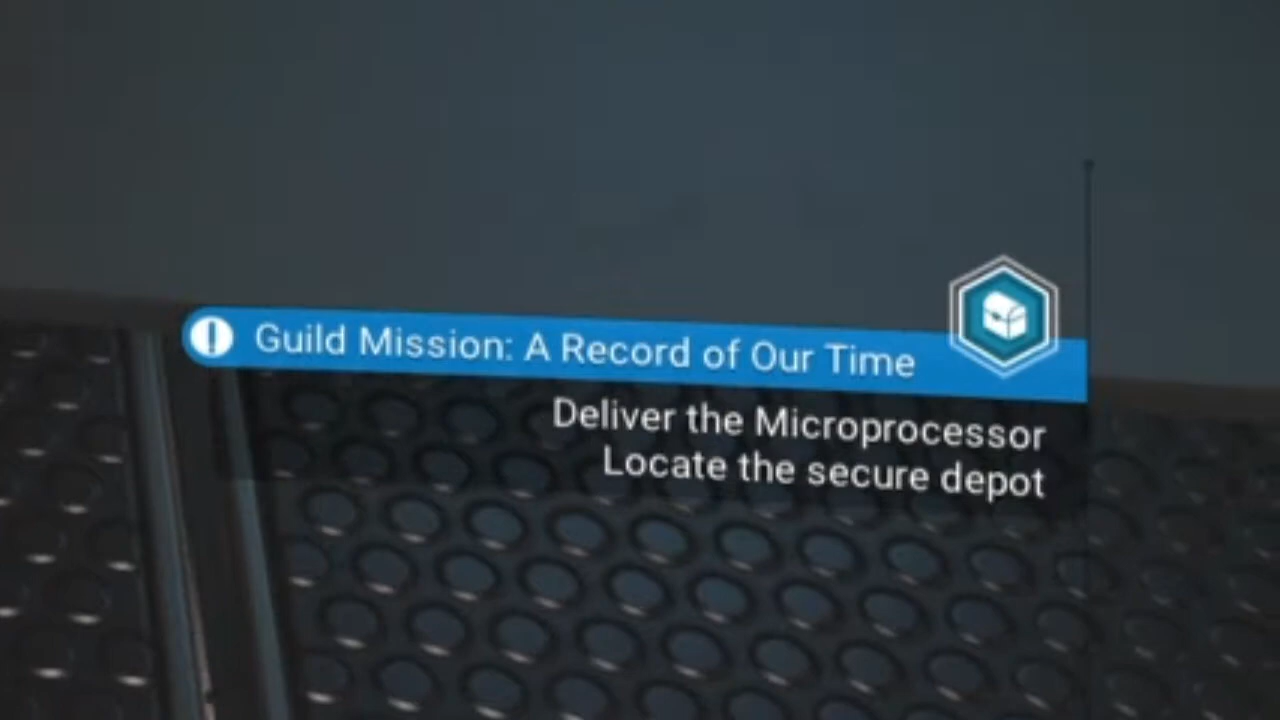 Guild Mission: A Record of Our Time
Deliver the Microprocessor
Locate the secure depot